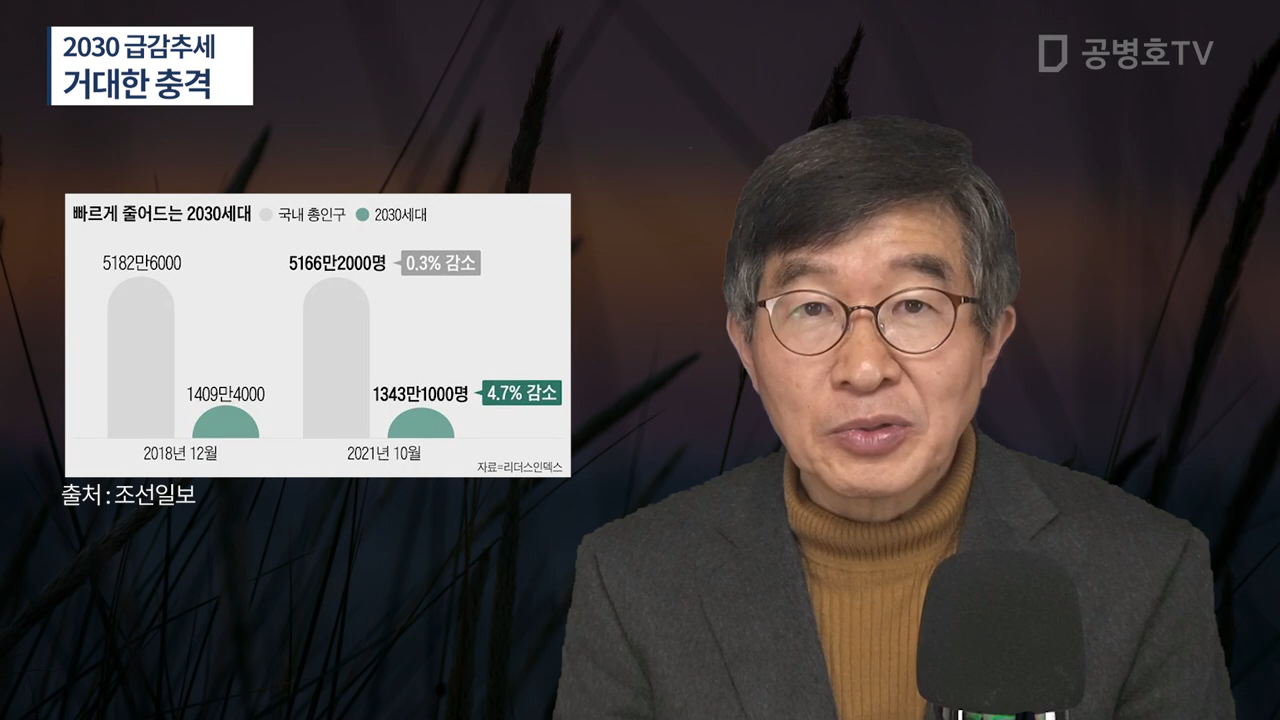 2030 급감추세
거대한 충격
공병호TV
빠르게 줄어드는 2030세대 국내 총인구 2030세대
5182만6000 5166만2000명 0.3% 감소
1409만4000 1343만1000명 4.7% 감소
2018년 12월 2021년 10월
자료=리더스인덱스
출처 : 조선일보